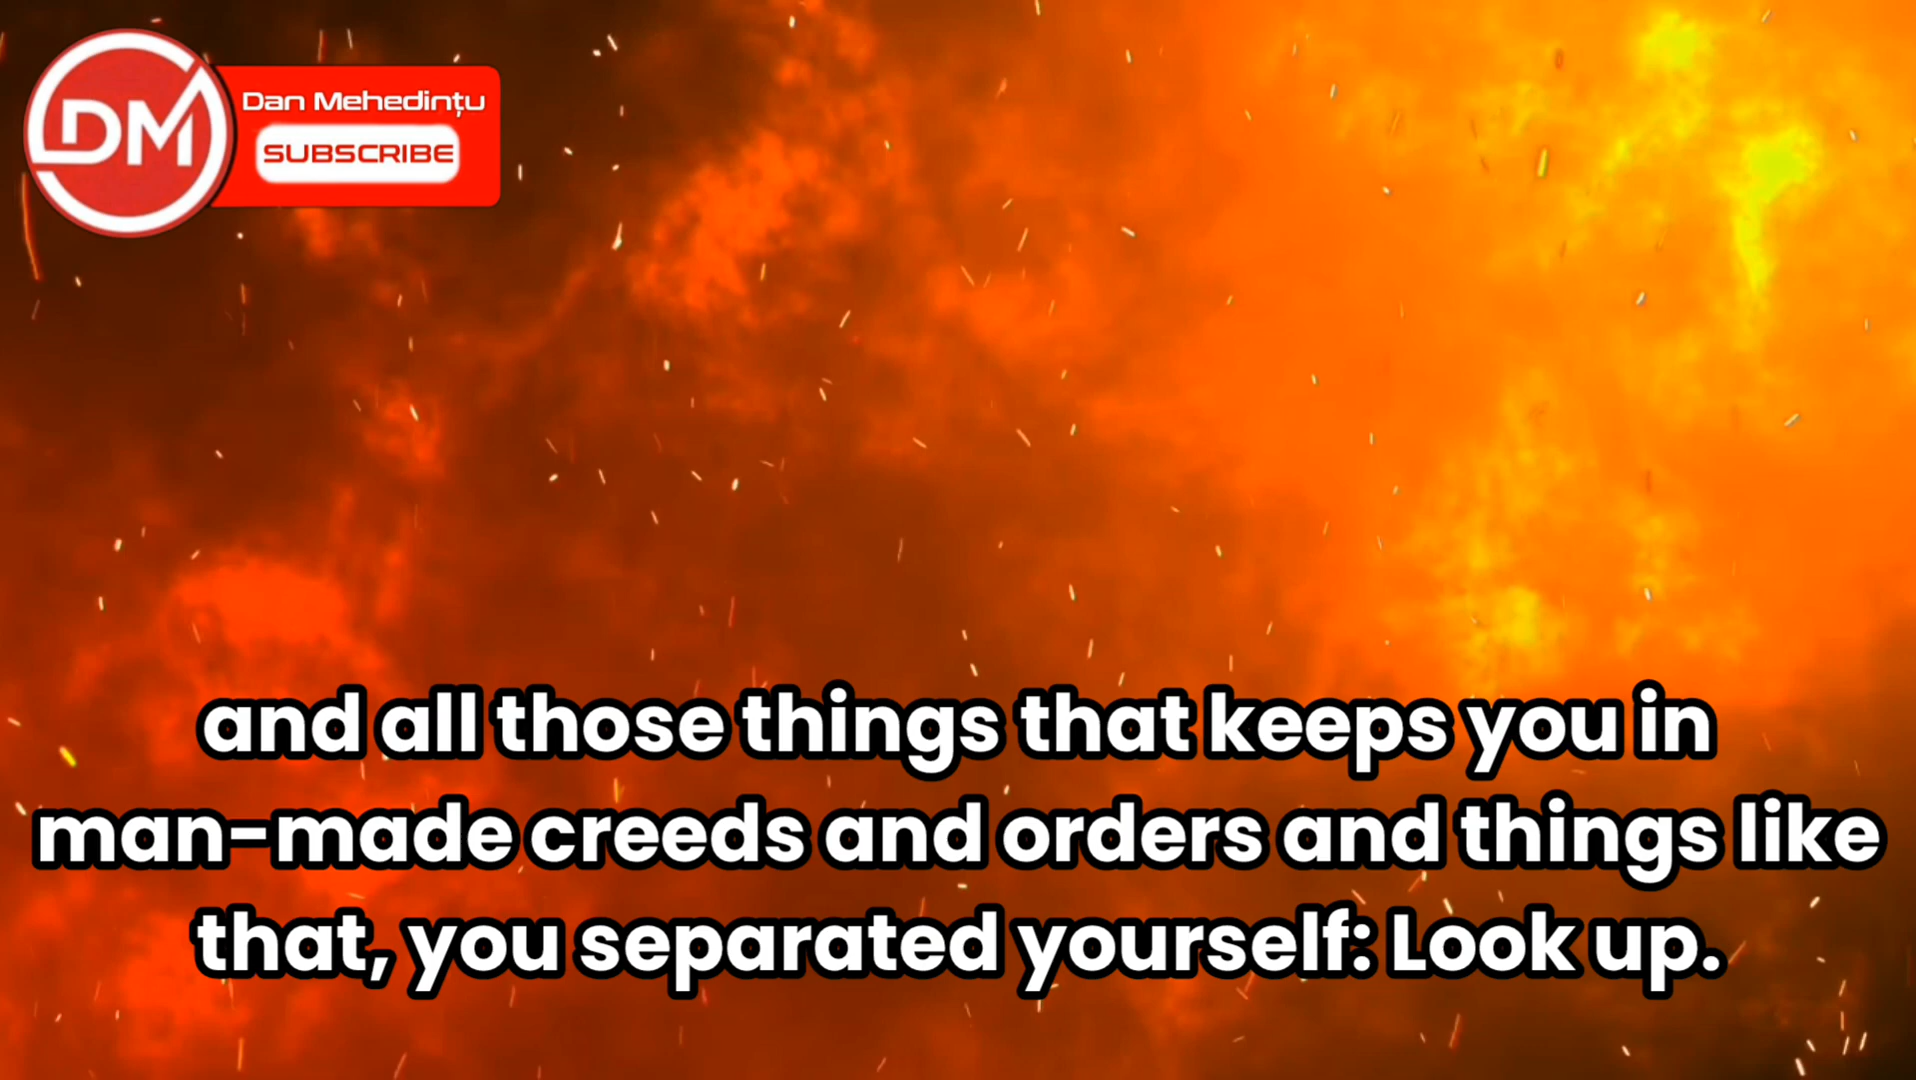 DM
Dan Mehedințu
SUBSCRIBE
and all those things that keeps you in
man-made creeds and orders and things like
that, you separated yourself: Look up.